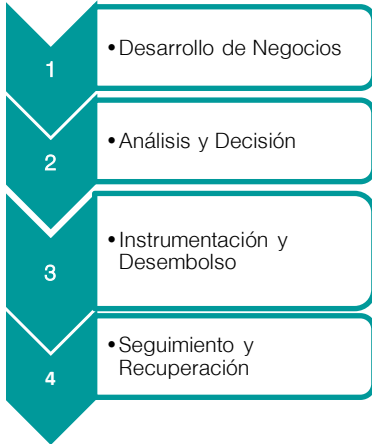 1
•Desarrollo de Negocios
2
•Análisis y Decisión
3
•Instrumentación y
Desembolso
4
•Seguimiento y
Recuperación